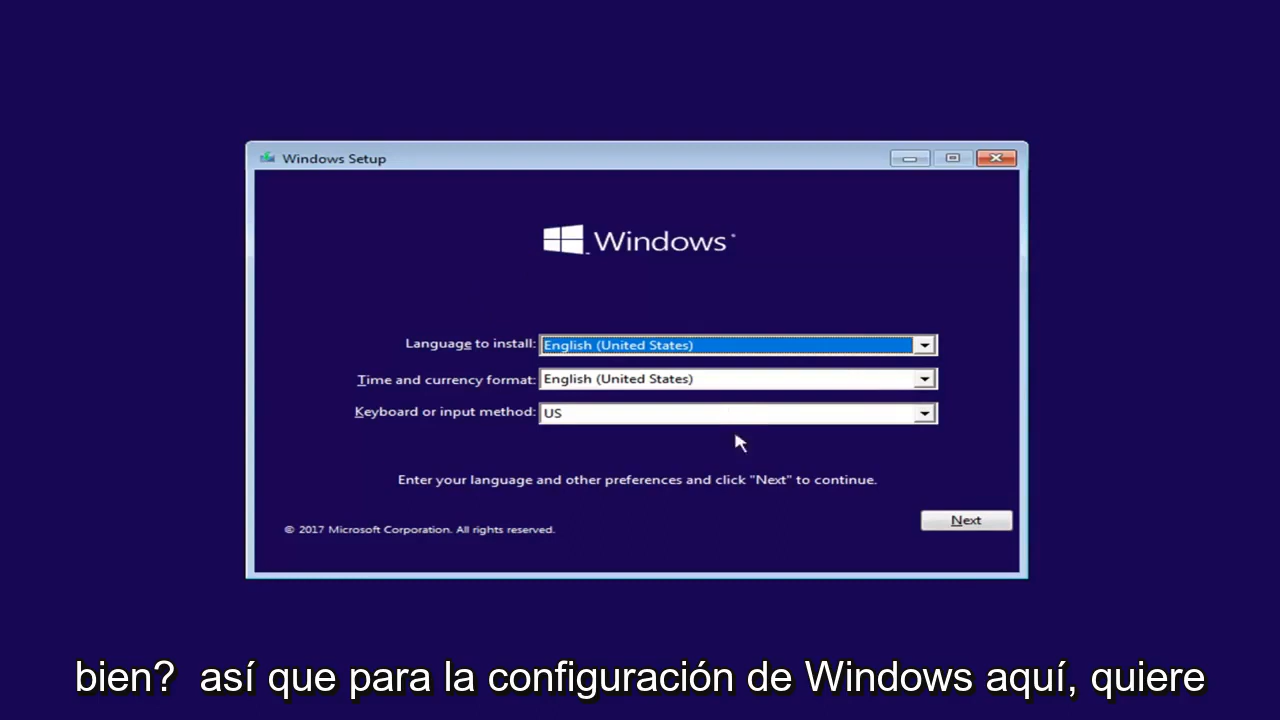 Windows Setup
Windows
Language to install: English (United States)
Time and currency format: English (United States)
Keyboard or input method: US
Enter your language and other preferences and click "Next" to continue.
Next
© 2017 Microsoft Corporation. All rights reserved.
bien?  así que para la configuración de Windows aquí, quiere